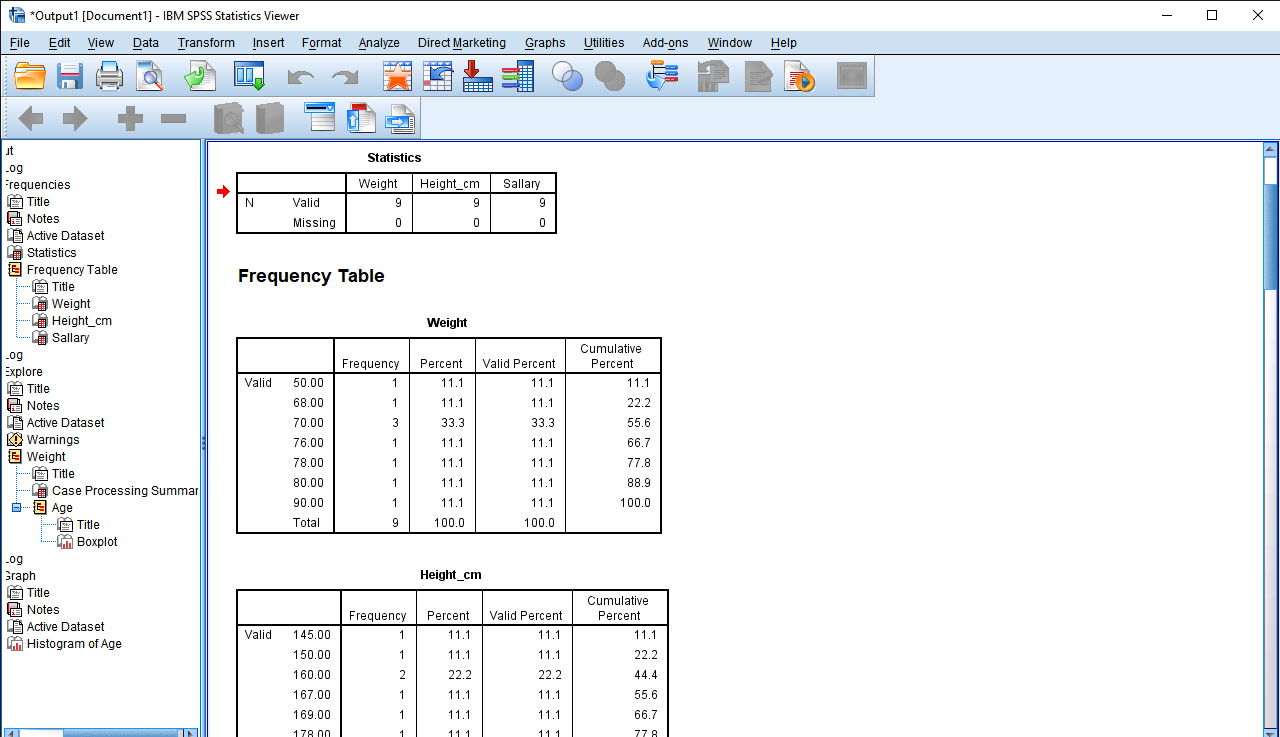 *Output1 [Document1] - IBM SPSS Statistics Viewer
File Edit View Data Transform Insert Format Analyze Direct Marketing Graphs Utilities Add-ons Window Help
ut
Log
Frequencies
Title
Notes
Active Dataset
Statistics
Frequency Table
Title
Weight
Height_cm
Sallary
Log
Explore
Title
Notes
Active Dataset
Warnings
Weight
Title
Case Processing Summar
Age
Title
Boxplot
Log
Graph
Title
Notes
Active Dataset
Histogram of Age
Statistics
Weight Height_cm Sallary
N Valid 9 9 9
Missing 0 0 0
Frequency Table
Weight
Frequency Percent Valid Percent Cumulative Percent
Valid 50.00 1 11.1 11.1 11.1
68.00 1 11.1 11.1 22.2
70.00 3 33.3 33.3 55.6
76.00 1 11.1 11.1 66.7
78.00 1 11.1 11.1 77.8
80.00 1 11.1 11.1 88.9
90.00 1 11.1 11.1 100.0
Total 9 100.0 100.0
Height_cm
Frequency Percent Valid Percent Cumulative Percent
Valid 145.00 1 11.1 11.1 11.1
150.00 1 11.1 11.1 22.2
160.00 2 22.2 22.2 44.4
167.00 1 11.1 11.1 55.6
169.00 1 11.1 11.1 66.7
178.00 1 11.1 11.1 77.8